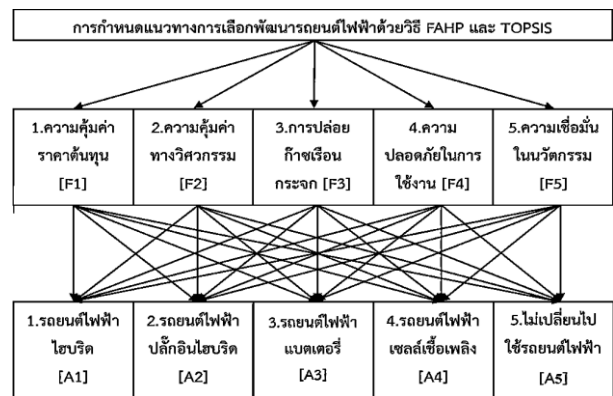 การกำหนดแนวทางการเลือกพัฒนารถยนต์ไฟฟ้าด้วยวิธี FAHP และ TOPSIS
1.ความคุ้มค่า
ราคาต้นทุน
[F1]
2.ความคุ้มค่า
ทางวิศวกรรม
[F2]
3.การปล่อย
ก๊าซเรือน
กระจก [F3]
4.ความ
ปลอดภัยในการ
ใช้งาน [F4]
5.ความเชื่อมั่น
ในนวัตกรรม
[F5]
1.รถยนต์ไฟฟ้า
ไฮบริด
[A1]
2.รถยนต์ไฟฟ้า
ปลั๊กอินไฮบริด
[A2]
3.รถยนต์ไฟฟ้า
แบตเตอรี่
[A3]
4.รถยนต์ไฟฟ้า
เซลล์เชื้อเพลิง
[A4]
5.ไม่เปลี่ยนไป
ใช้รถยนต์ไฟฟ้า
[A5]